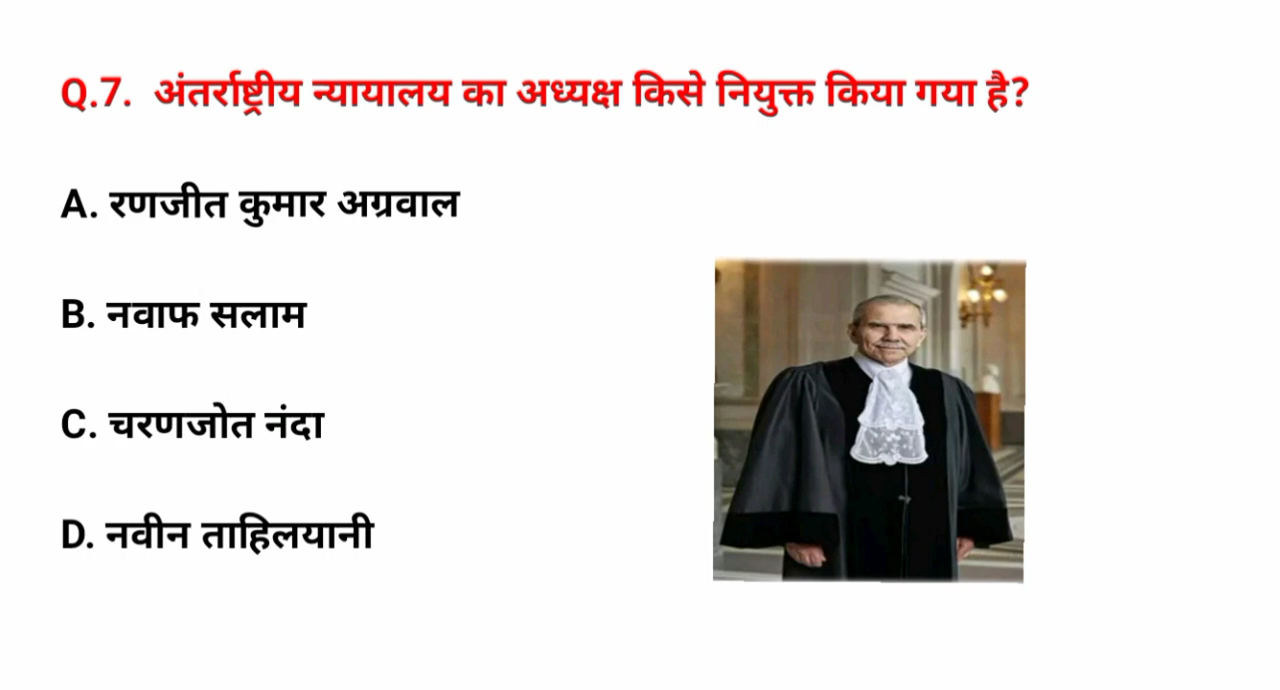 Q.7. अंतर्राष्ट्रीय न्यायालय का अध्यक्ष किसे नियुक्त किया गया है?
A. रणजीत कुमार अग्रवाल
B. नवाफ सलाम
C. चरणजोत नंदा
D. नवीन ताहिलयानी